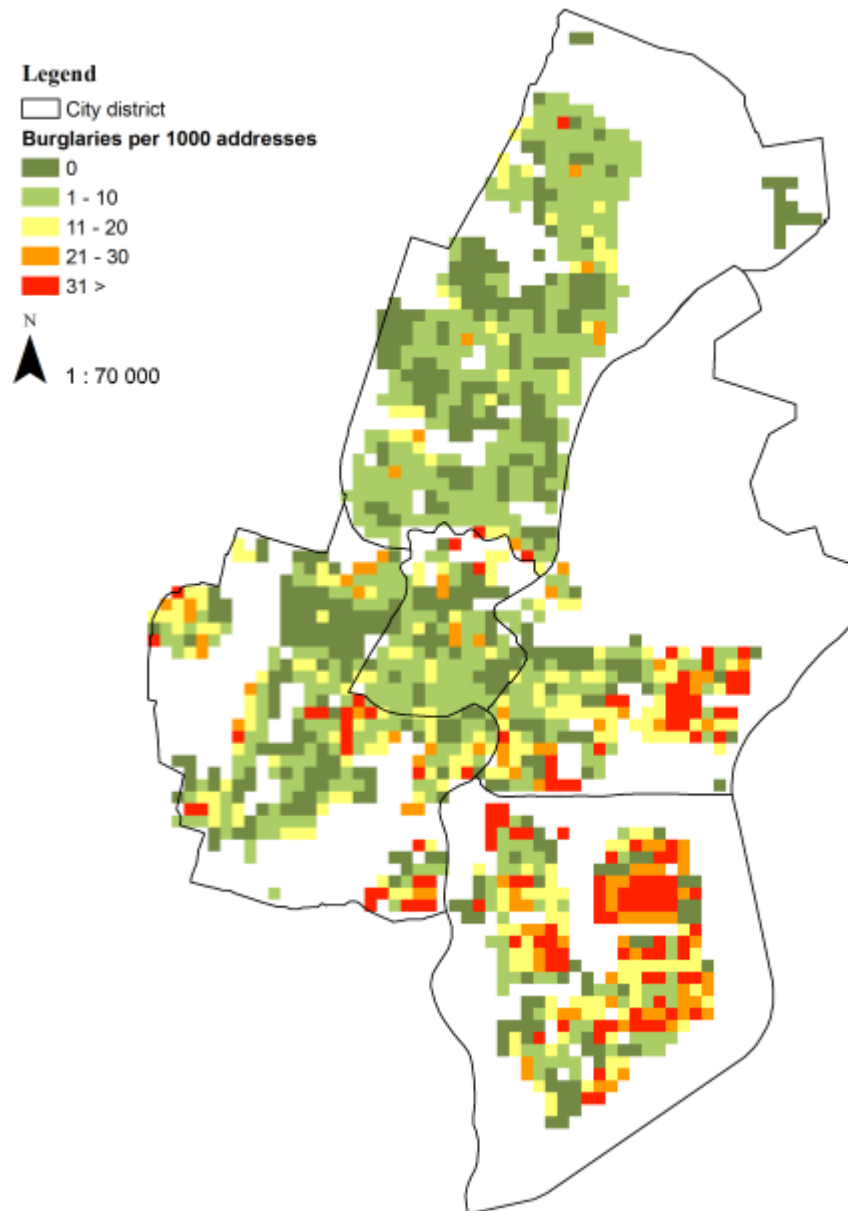 Legend
City district
Burglaries per 1000 addresses
0
1 - 10
11 - 20
21 - 30
31 >
N
1 : 70 000